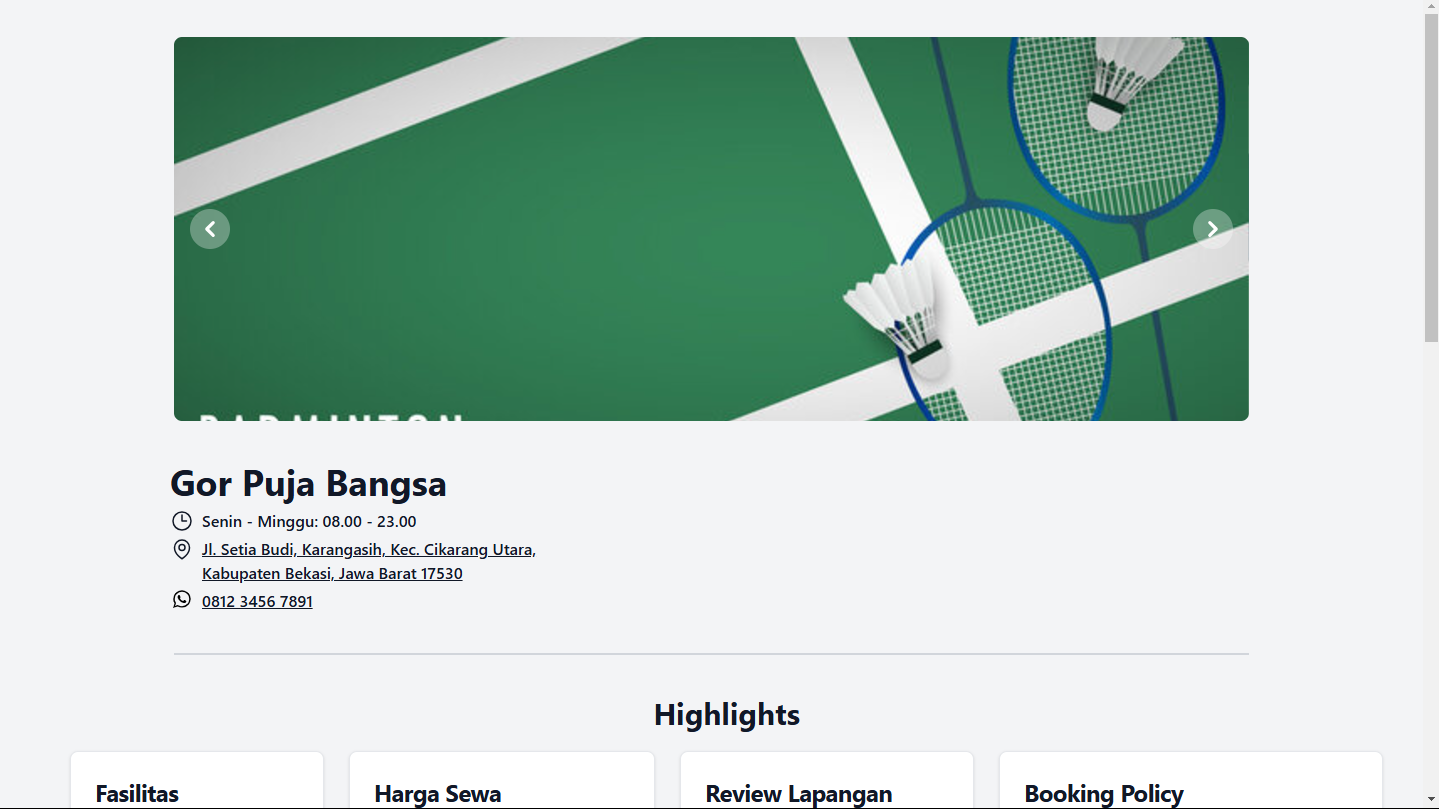 BADMINTON
Gor Puja Bangsa
Senin - Minggu: 08.00 - 23.00
Jl. Setia Budi, Karangasih, Kec. Cikarang Utara,
Kabupaten Bekasi, Jawa Barat 17530
0812 3456 7891
Highlights
Fasilitas
Harga Sewa
Review Lapangan
Booking Policy